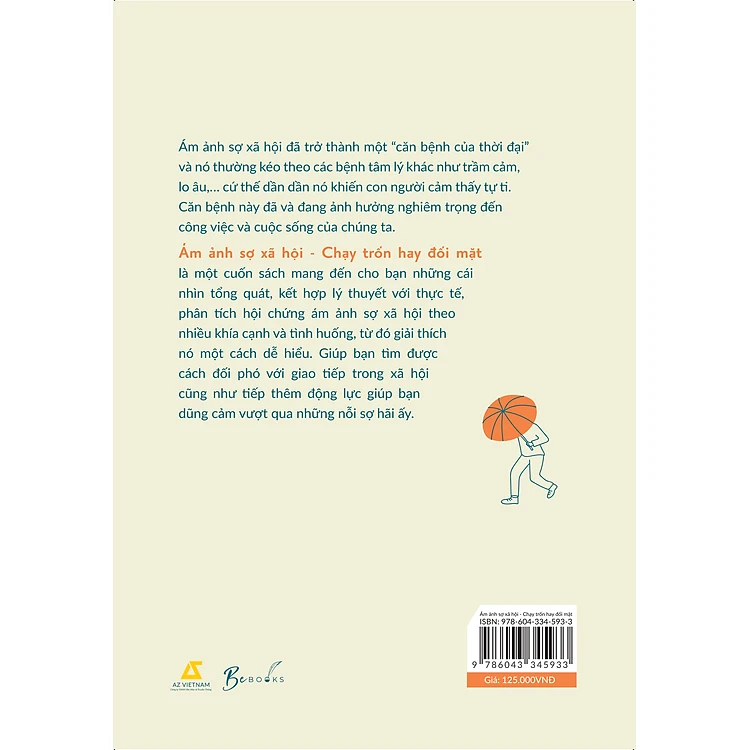 Ám ảnh sợ xã hội đã trở thành một “căn bệnh của thời đại”
và nó thường kéo theo các bệnh tâm lý khác như trầm cảm,
lo âu,... cứ thế dần dần nó khiến con người cảm thấy tự ti.
Căn bệnh này đã và đang ảnh hưởng nghiêm trọng đến
công việc và cuộc sống của chúng ta.
Ám ảnh sợ xã hội - Chạy trốn hay đối mặt
là một cuốn sách mang đến cho bạn những cái
nhìn tổng quát, kết hợp lý thuyết với thực tế,
phân tích hội chứng ám ảnh sợ xã hội theo
nhiều khía cạnh và tình huống, từ đó giải thích
nó một cách dễ hiểu. Giúp bạn tìm được
cách đối phó với giao tiếp trong xã hội
cũng như tiếp thêm động lực giúp bạn
dũng cảm vượt qua những nỗi sợ hãi ấy.
Ám ảnh sợ xã hội - Chạy trốn hay đối mặt
ISBN: 978-604-334-593-3
9 786043 345933
Giá: 125.000VNĐ
AZ VIETNAM
Be BOOKS